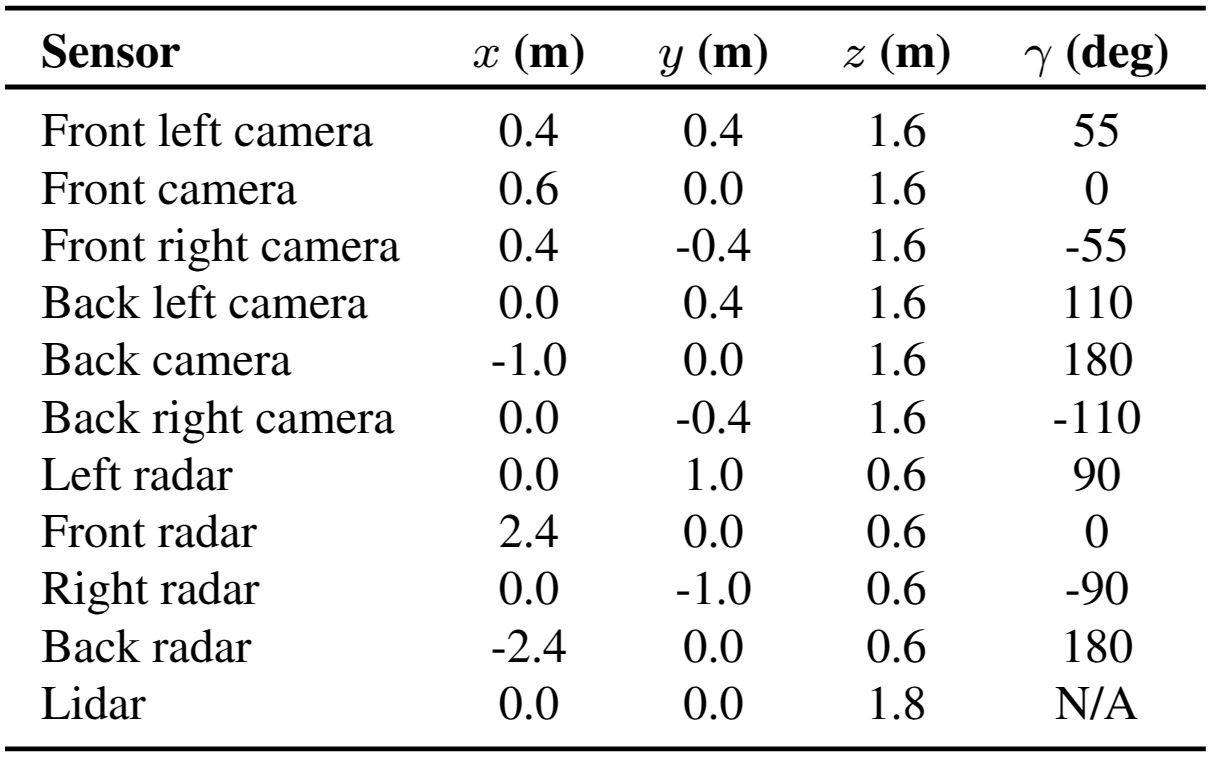 Sensor x (m) y (m) z (m) γ (deg)
Front left camera 0.4 0.4 1.6 55
Front camera 0.6 0.0 1.6 0
Front right camera 0.4 -0.4 1.6 -55
Back left camera 0.0 0.4 1.6 110
Back camera -1.0 0.0 1.6 180
Back right camera 0.0 -0.4 1.6 -110
Left radar 0.0 1.0 0.6 90
Front radar 2.4 0.0 0.6 0
Right radar 0.0 -1.0 0.6 -90
Back radar -2.4 0.0 0.6 180
Lidar 0.0 0.0 1.8 N/A